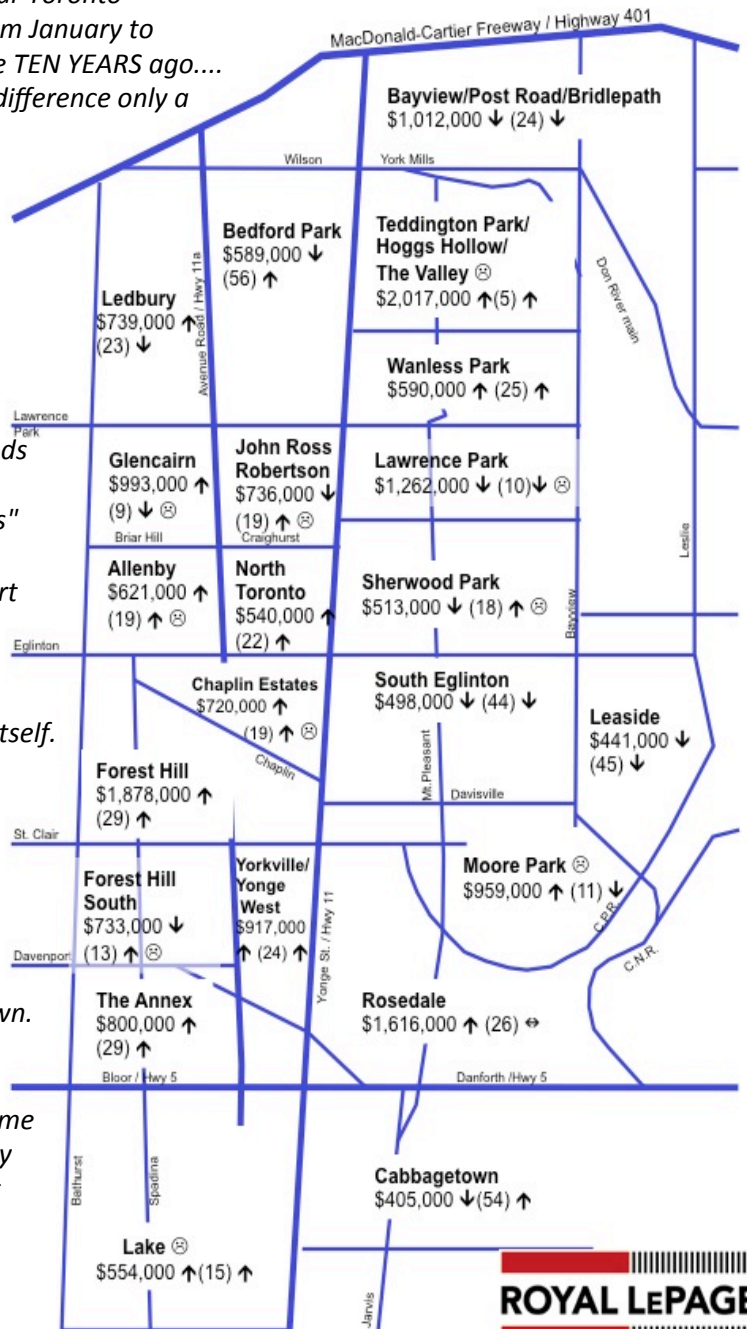 ur Toronto
m January to
e TEN YEARS ago....
difference only a
MacDonald-Cartier Freeway / Highway 401
Bayview/Post Road/Bridlepath
$1,012,000 ↓ (24) ↓
Wilson
York Mills
Bedford Park
$589,000 ↓
(56) ↑
Teddington Park/
Hoggs Hollow/
The Valley ☹
$2,017,000 ↑(5) ↑
Ledbury
$739,000 ↑
(23) ↓
Avenue Road / Hwy 11a
Don River main
Wanless Park
$590,000 ↑ (25) ↑
Lawrence
Park
ds
s"
rt
Glencairn
$993,000 ↑
(9) ↓ ☹
John Ross
Robertson
$736,000 ↓
(19) ↑ ☹
Lawrence Park
$1,262,000 ↓ (10)↓ ☹
Briar Hill
Craighurst
Leslie
Allenby
$621,000 ↑
(19) ↑ ☹
North
Toronto
$540,000 ↑
(22) ↑
Sherwood Park
$513,000 ↓ (18) ↑ ☹
Bayview
Eglinton
tself.
Chaplin Estates
$720,000 ↑
(19) ↑ ☹
Chaplin
South Eglinton
$498,000 ↓ (44) ↓
Leaside
$441,000 ↓
(45) ↓
Mt.Pleasant
Davisville
Forest Hill
$1,878,000 ↑
(29) ↑
St. Clair
Forest Hill
South
$733,000 ↓
(13) ↑ ☹
Yorkville/
Yonge
West
$917,000
↑ (24) ↑
Yonge St. / Hwy 11
Moore Park ☹
$959,000 ↑ (11) ↓
C.P.R.
C.N.R.
Davenport
wn.
The Annex
$800,000 ↑
(29) ↑
Rosedale
$1,616,000 ↑ (26) ↔
Bloor / Hwy 5
Danforth /Hwy 5
me
y
Bathurst
Spadina
Cabbagetown
$405,000 ↓(54) ↑
Lake ☹
$554,000 ↑(15) ↑
Jarvis
ROYAL LEPAGE